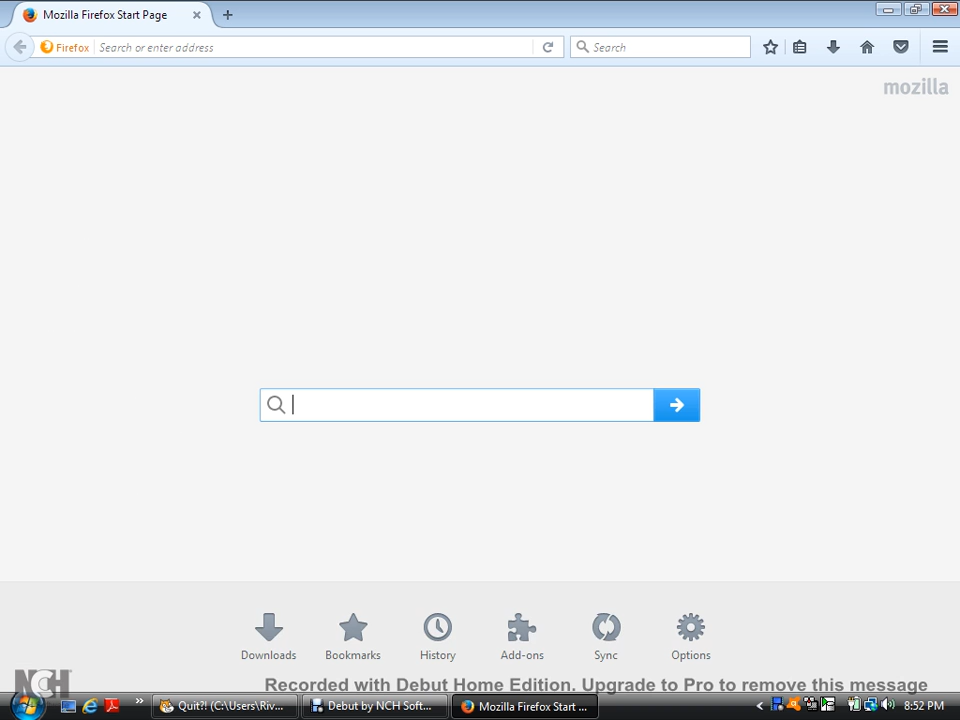 Mozilla Firefox Start Page
Firefox
Search or enter address
Search
mozilla
Downloads
Bookmarks
History
Add-ons
Sync
Options
NCH
Recorded with Debut Home Edition. Upgrade to Pro to remove this message
Quit?! (C:\Users\Riv...
Debut by NCH Soft...
Mozilla Firefox Start ...
8:52 PM